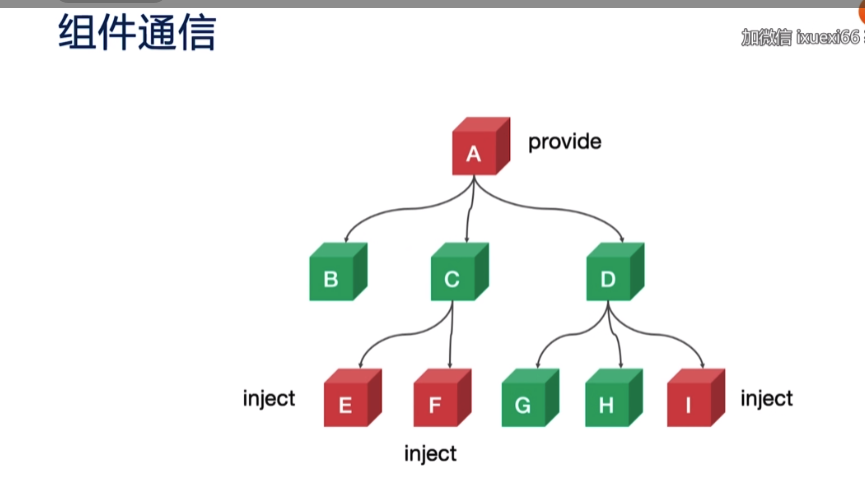 组件通信
加微信 ixuexi66
A
provide
B
C
D
inject
E
F
G
H
I
inject
inject